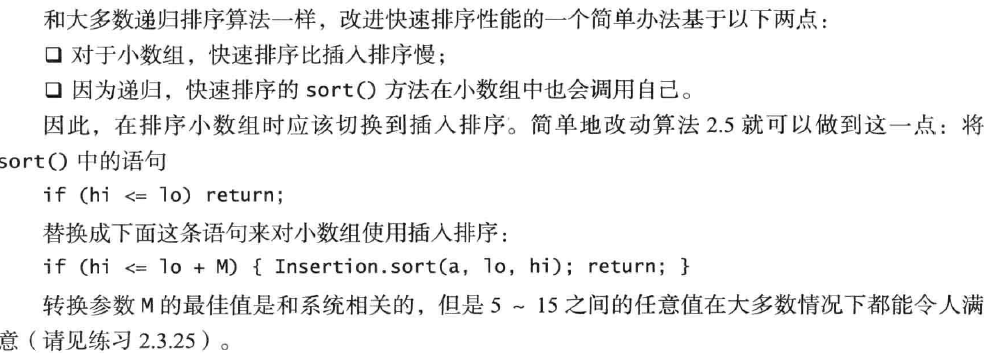 和大多数递归排序算法一样，改进快速排序性能的一个简单办法基于以下两点：
❑ 对于小数组，快速排序比插入排序慢；
❑ 因为递归，快速排序的 sort() 方法在小数组中也会调用自己。
因此，在排序小数组时应该切换到插入排序。简单地改动算法 2.5 就可以做到这一点：将
sort() 中的语句
if (hi <= lo) return;
替换成下面这条语句来对小数组使用插入排序：
if (hi <= lo + M) { Insertion.sort(a, lo, hi); return; }
转换参数 M 的最佳值是和系统相关的，但是 5 ~ 15 之间的任意值在大多数情况下都能令人满
意（请见练习 2.3.25）。